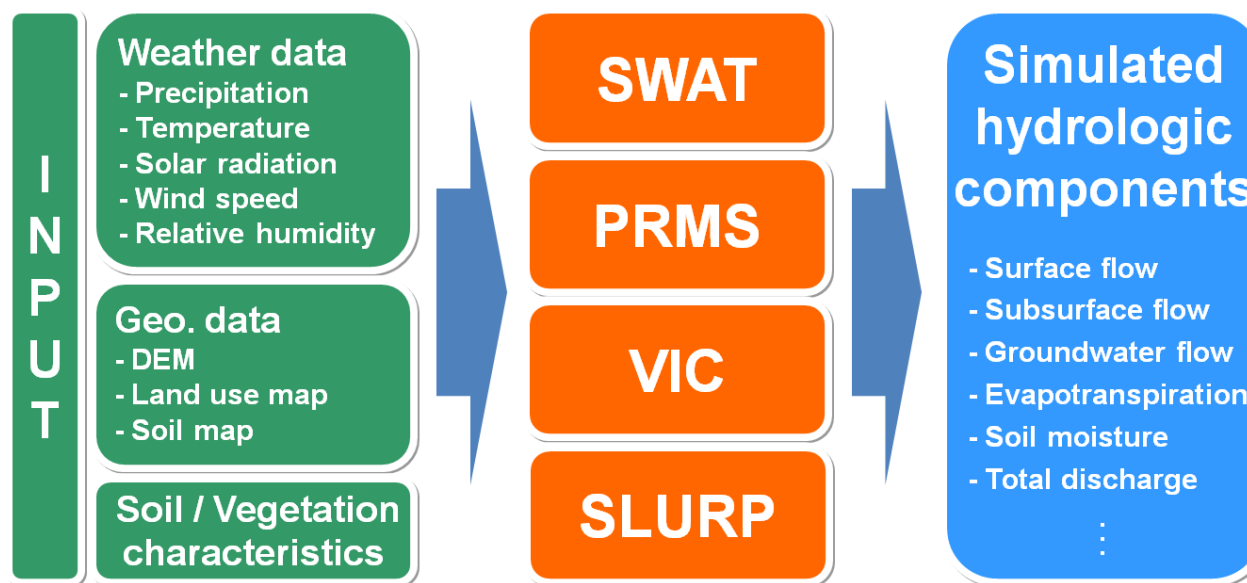 INPUT
Weather data
- Precipitation
- Temperature
- Solar radiation
- Wind speed
- Relative humidity
Geo. data
- DEM
- Land use map
- Soil map
Soil / Vegetation
characteristics
SWAT
PRMS
VIC
SLURP
Simulated
hydrologic
components
- Surface flow
- Subsurface flow
- Groundwater flow
- Evapotranspiration
- Soil moisture
- Total discharge
⋮